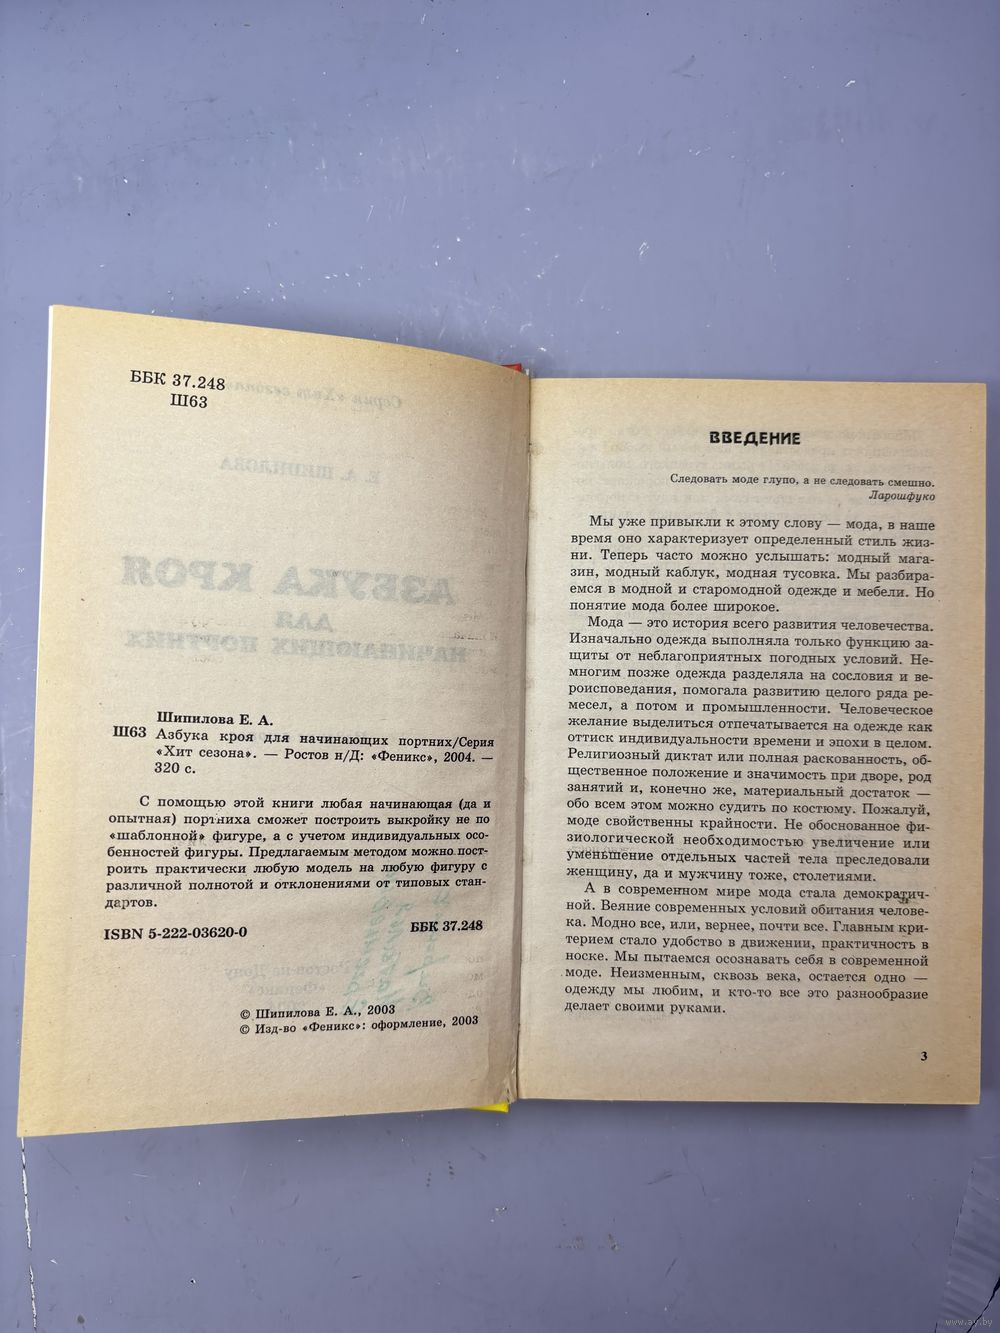 ББК 37.248
Ш63
Шипилова Е. А.
Ш63 Азбука кроя для начинающих портних/Серия
«Хит сезона». — Ростов н/Д: «Феникс», 2004. —
320 с.
С помощью этой книги любая начинающая (да и
опытная) портниха сможет построить выкройку не по
«шаблонной» фигуре, а с учетом индивидуальных осо-
бенностей фигуры. Предлагаемым методом можно пост-
роить практически любую модель на любую фигуру с
различной полнотой и отклонениями от типовых стан-
дартов.
ISBN 5-222-03620-0
ББК 37.248
© Шипилова Е. А., 2003
© Изд-во «Феникс»: оформление, 2003
ВВЕДЕНИЕ
Следовать моде глупо, а не следовать смешно.
Ларошфуко
Мы уже привыкли к этому слову — мода, в наше
время оно характеризует определенный стиль жиз-
ни. Теперь часто можно услышать: модный мага-
зин, модный каблук, модная тусовка. Мы разбира-
емся в модной и старомодной одежде и мебели. Но
понятие мода более широкое.
Мода — это история всего развития человечества.
Изначально одежда выполняла только функцию за-
щиты от неблагоприятных погодных условий. Не-
многим позже одежда разделяла на сословия и ве-
роисповедания, помогала развитию целого ряда ре-
месел, а потом и промышленности. Человеческое
желание выделиться отпечатывается на одежде как
оттиск индивидуальности времени и эпохи в целом.
Религиозный диктат или полная раскованность, об-
щественное положение и значимость при дворе, род
занятий и, конечно же, материальный достаток —
обо всем этом можно судить по костюму. Пожалуй,
моде свойственны крайности. Не обоснованное фи-
зиологической необходимостью увеличение или
уменьшение отдельных частей тела преследовали
женщину, да и мужчину тоже, столетиями.
А в современном мире мода стала демократич-
ной. Веяние современных условий обитания челове-
ка. Модно все, или, вернее, почти все. Главным кри-
терием стало удобство в движении, практичность в
носке. Мы пытаемся осознавать себя в современной
моде. Неизменным, сквозь века, остается одно —
одежду мы любим, и кто-то все это разнообразие
делает своими руками.
3
www.ay.by